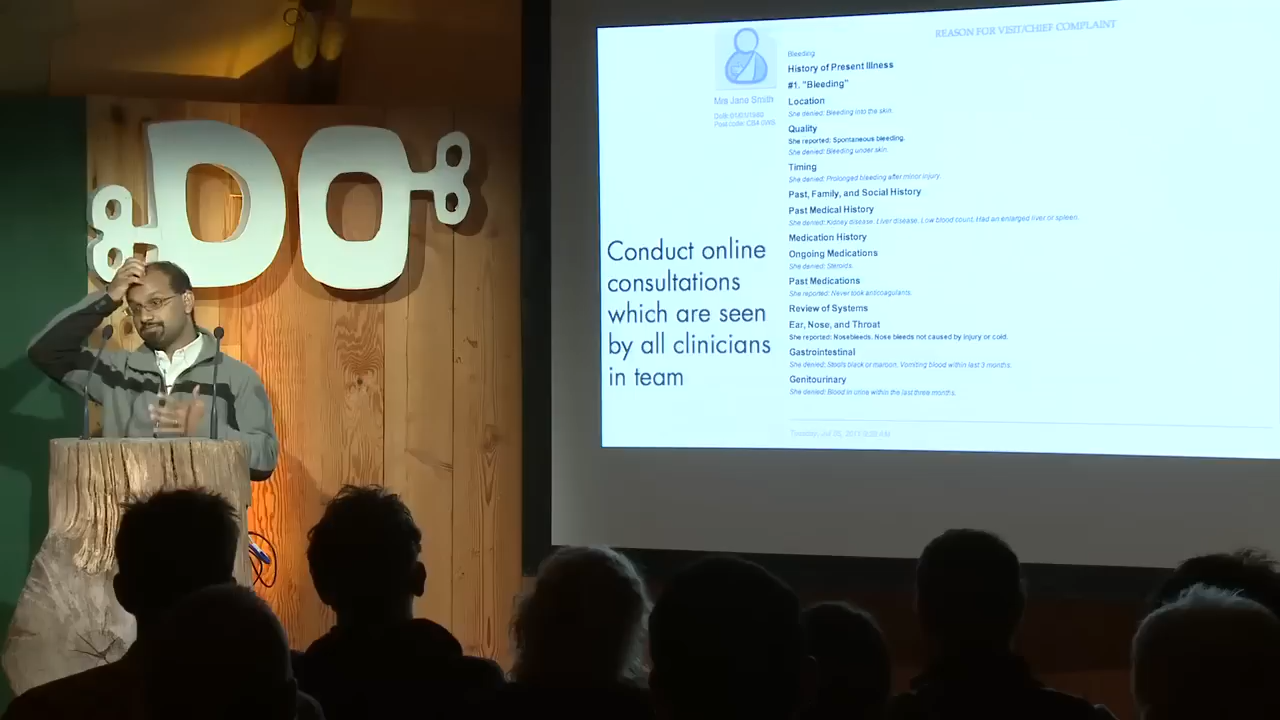 DO
REASON FOR VISIT/CHIEF COMPLAINT
Mrs Jane Smith
Bleeding
History of Present Illness
#1. "Bleeding"
Location
She denied: Bleeding into the skin.
Quality
She reported: Spontaneous bleeding.
She denied: Bleeding under skin.
Timing
She denied: Prolonged bleeding after minor injury.
Past, Family, and Social History
Past Medical History
She denied: Kidney disease. Liver disease. Low blood count. Had an enlarged liver or spleen.
Medication History
Ongoing Medications
She denied: Steroids.
Past Medications
She reported: Never took anticoagulants.
Review of Systems
Ear, Nose, and Throat
She reported: Nosebleeds. Nose bleeds not caused by injury or cold.
Gastrointestinal
She denied: Stools black or maroon. Vomiting blood within last 3 months.
Genitourinary
She denied: Blood in urine within the last three months.
Conduct online
consultations
which are seen
by all clinicians
in team